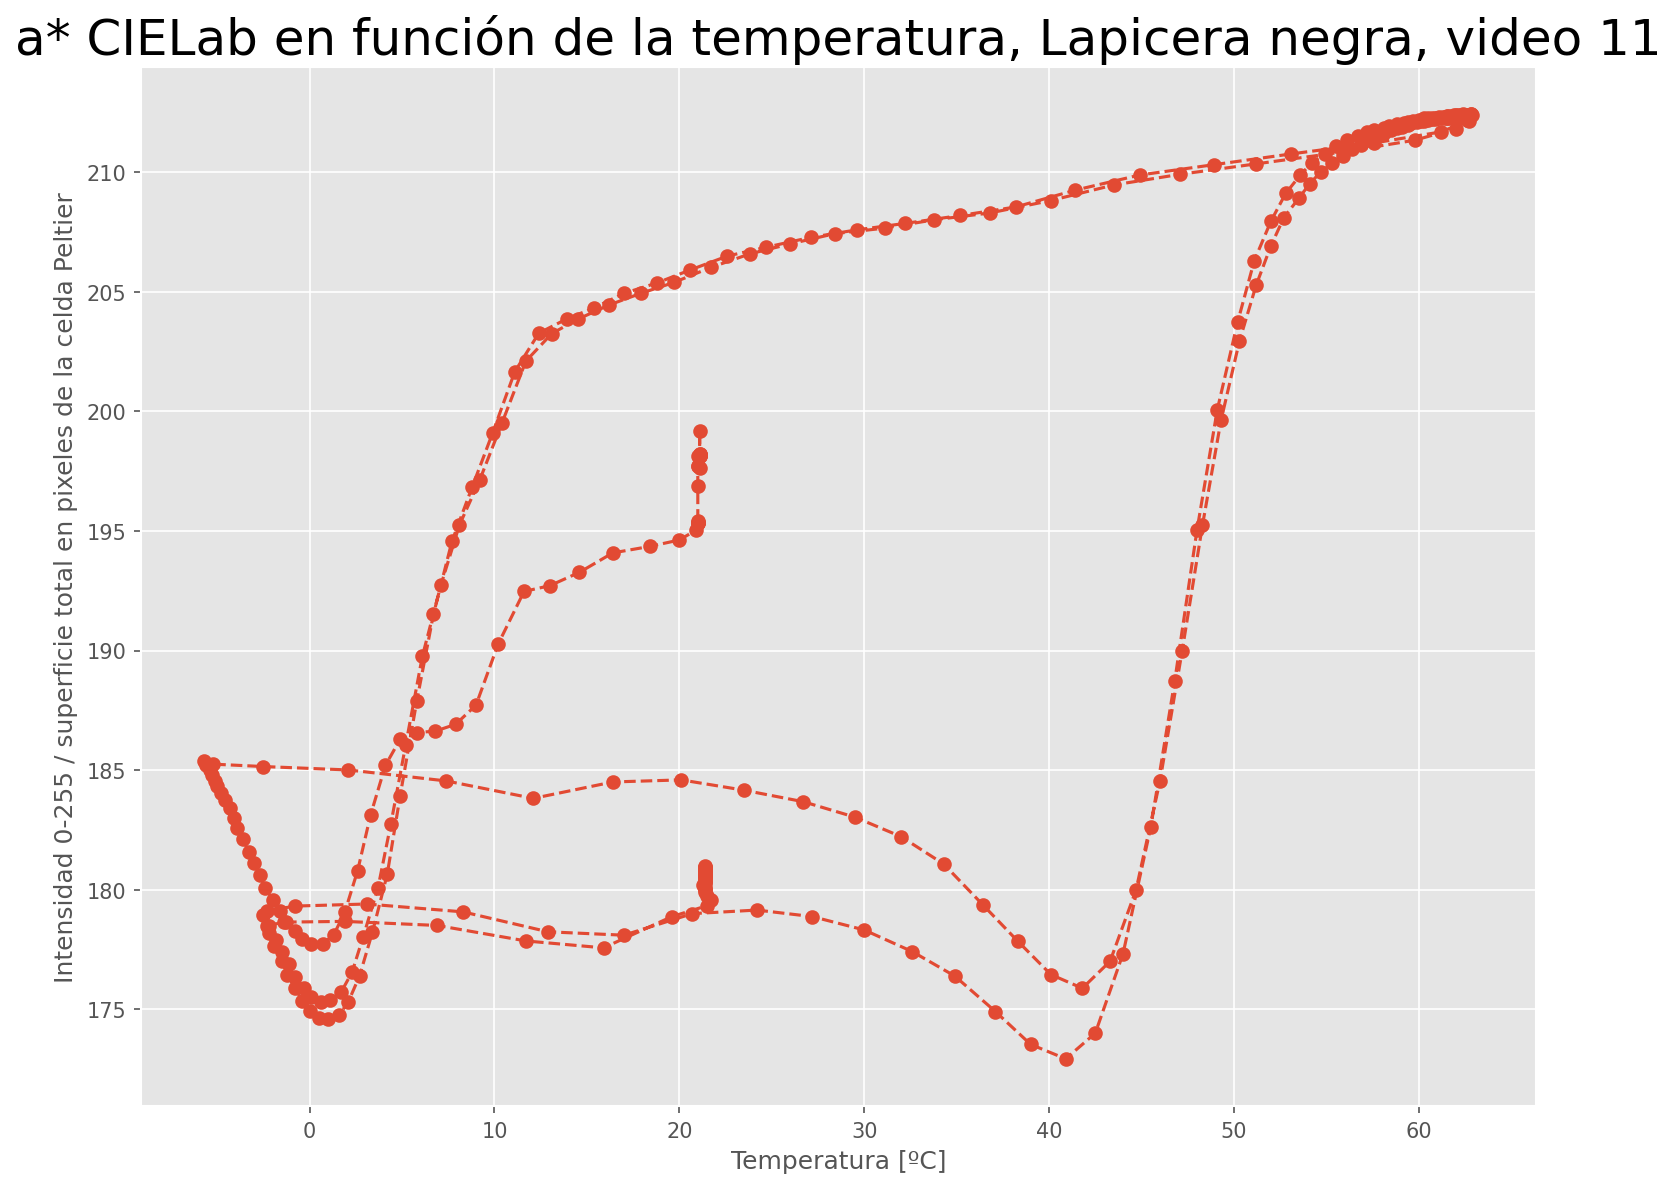 a* CIELab en función de la temperatura, Lapicera negra, video 11
Intensidad 0-255 / superficie total en pixeles de la celda Peltier
210
205
200
195
190
185
180
175
0 10 20 30 40 50 60
Temperatura [ºC]